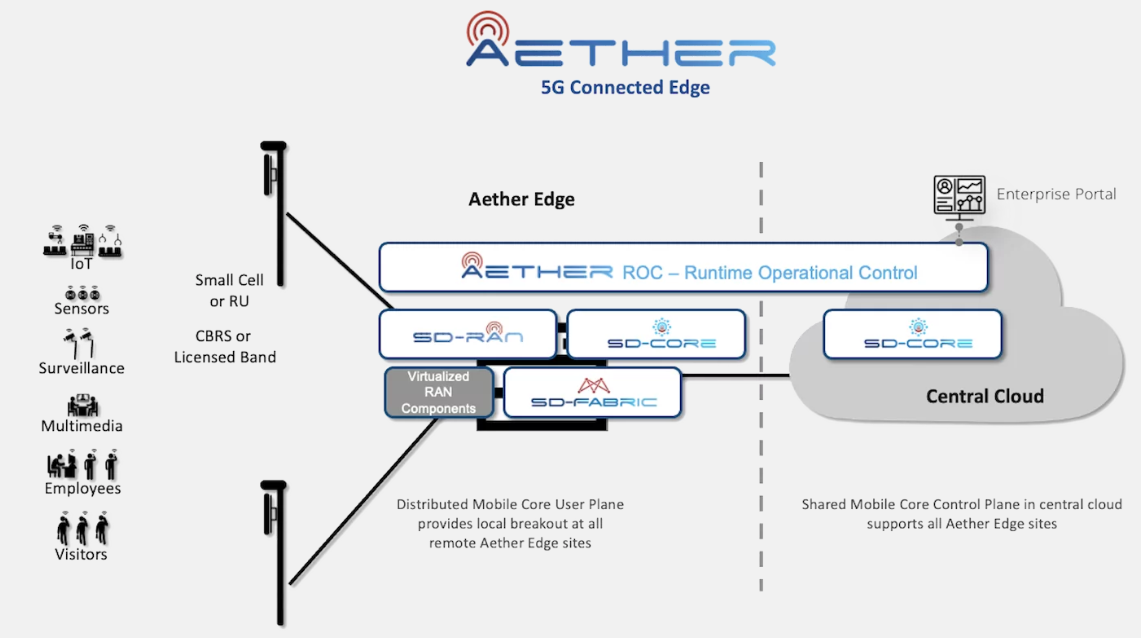 AETHER
5G Connected Edge
Aether Edge
Enterprise Portal
AETHER ROC – Runtime Operational Control
IoT
Sensors
Surveillance
Multimedia
Employees
Visitors
Small Cell
or RU
CBRS or
Licensed Band
SD-RAN
SD-CORE
SD-CORE
Virtualized
RAN
Components
SD-FABRIC
Central Cloud
Distributed Mobile Core User Plane
provides local breakout at all
remote Aether Edge sites
Shared Mobile Core Control Plane in central cloud
supports all Aether Edge sites